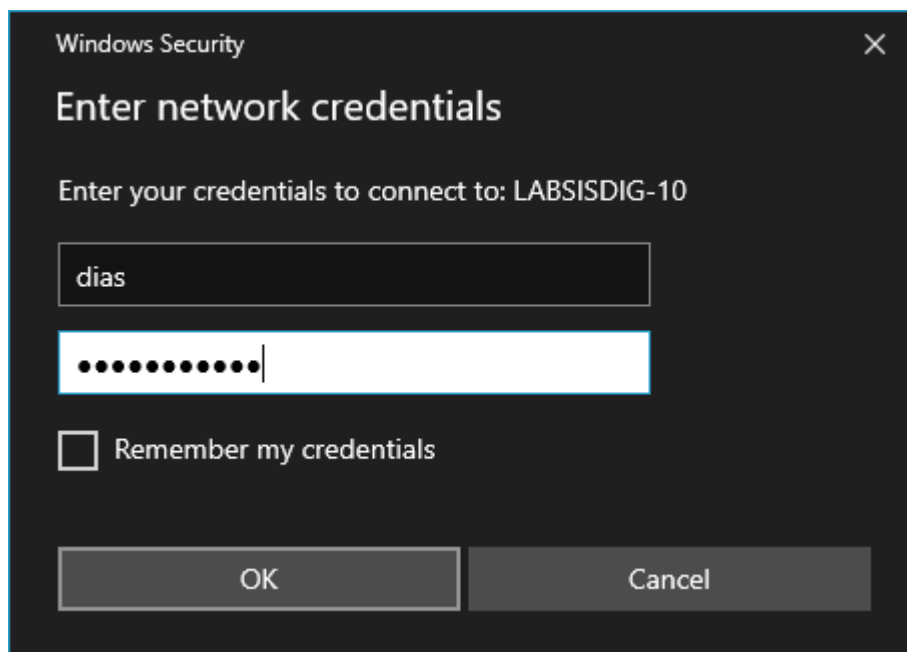 Windows Security
Enter network credentials
Enter your credentials to connect to: LABSISDIG-10
dias
•••••••••••
Remember my credentials
OK
Cancel